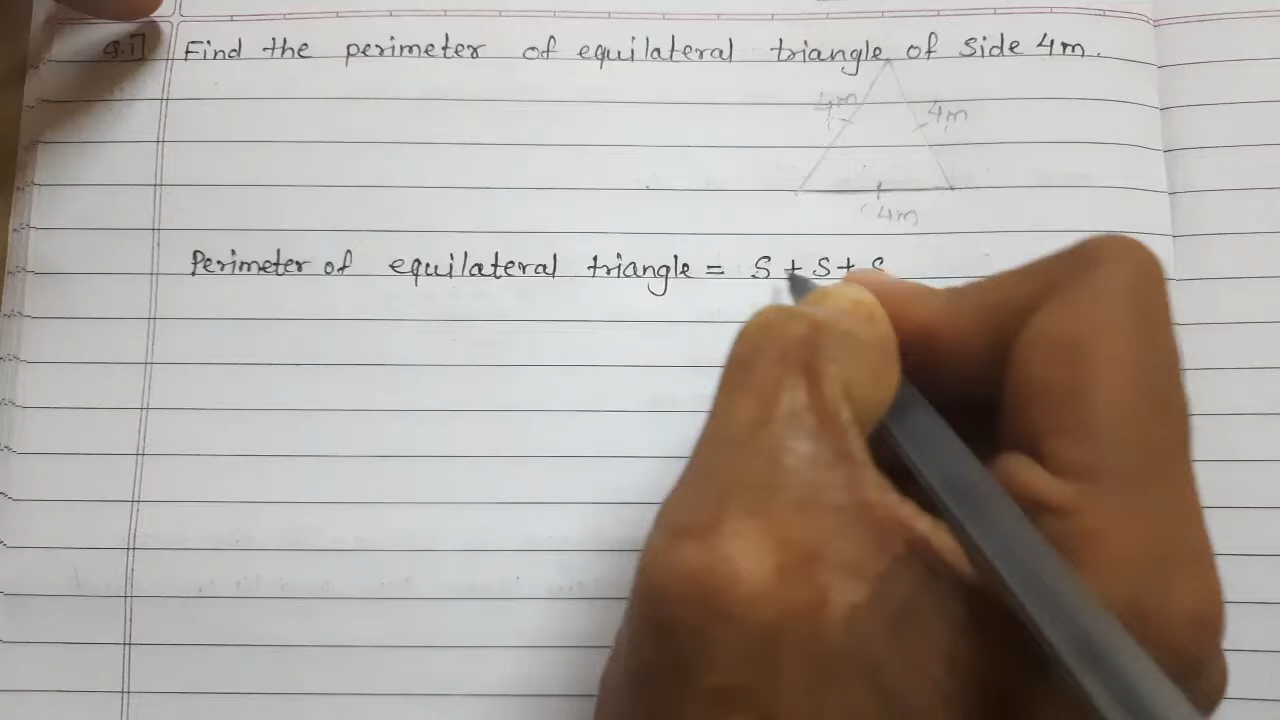 Q.1] Find the perimeter of equilateral triangle of side 4m.
4m
4m
4m
Perimeter of equilateral triangle = S + S + S